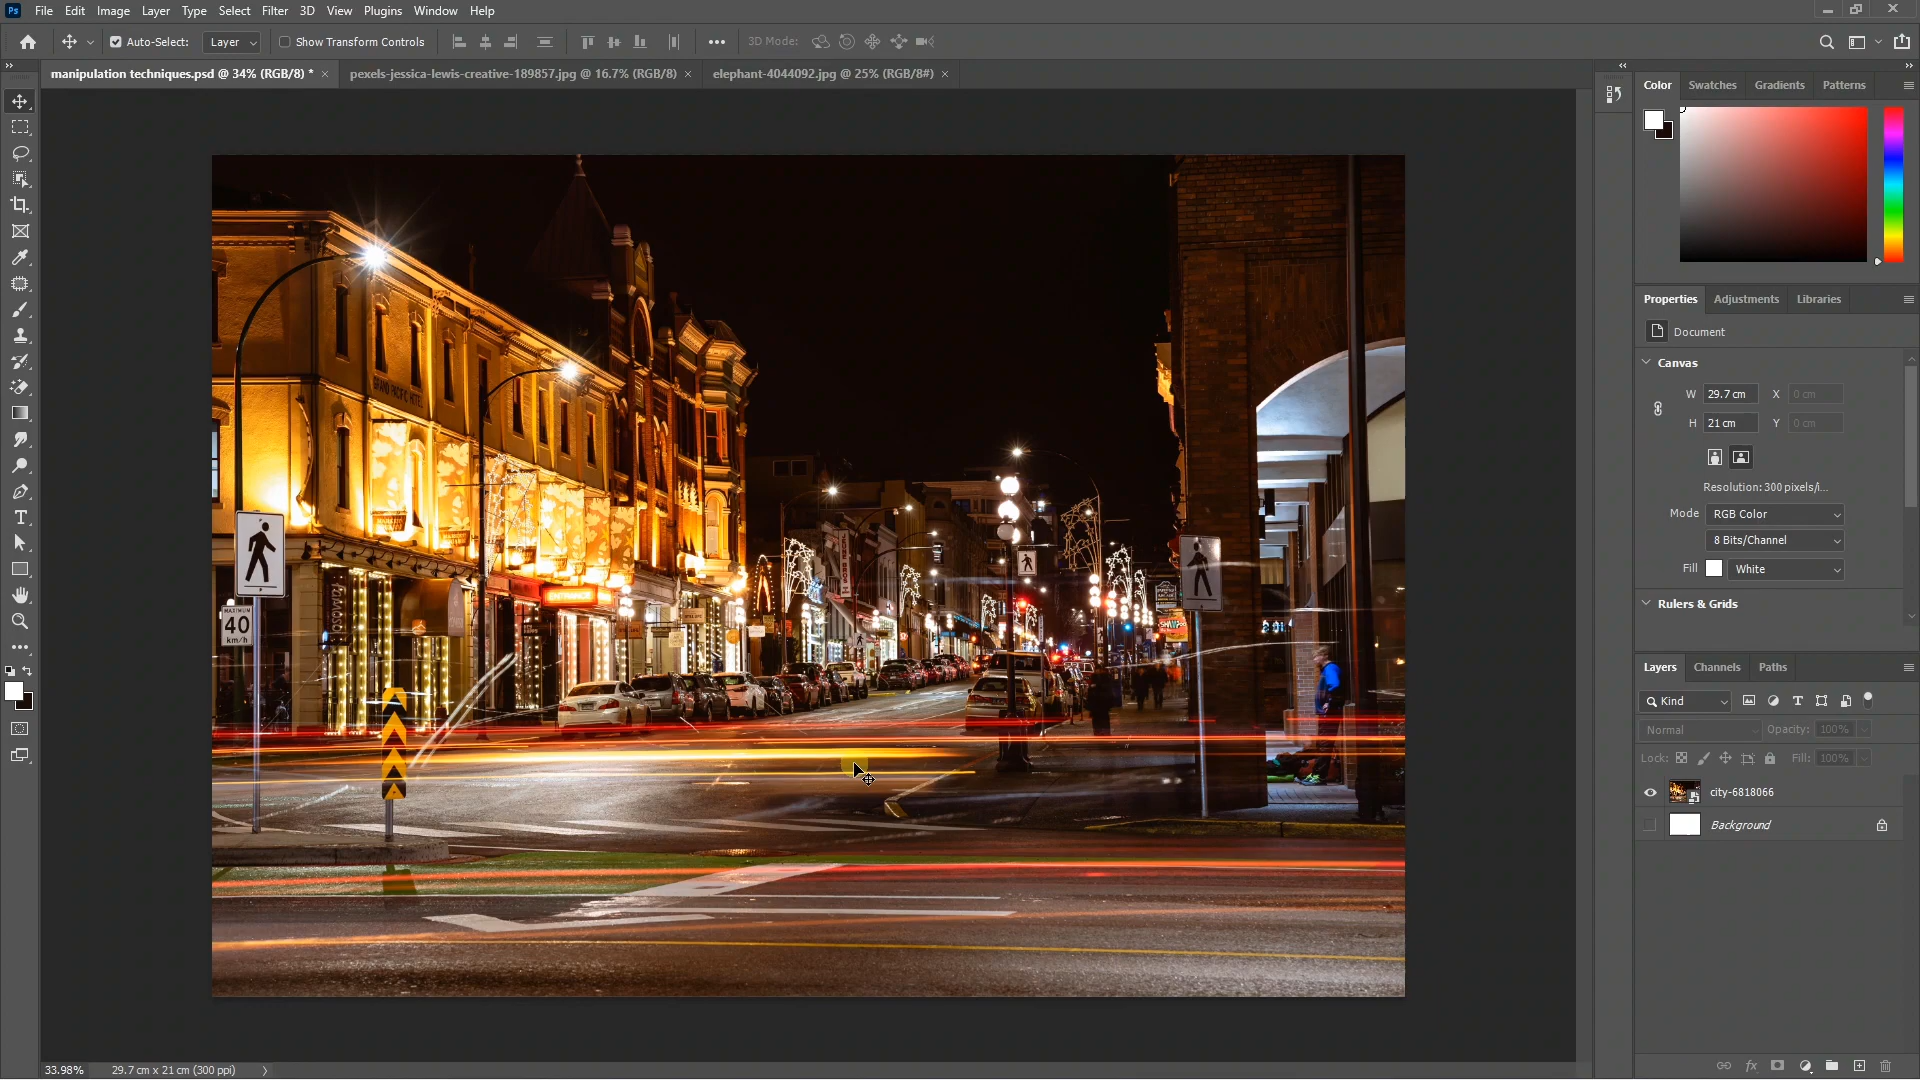 Ps File Edit Image Layer Type Select Filter 3D View Plugins Window Help
Auto-Select: Layer Show Transform Controls 3D Mode:
manipulation techniques.psd @ 34% (RGB/8) * pexels-jessica-lewis-creative-189857.jpg @ 16.7% (RGB/8) elephant-4044092.jpg @ 25% (RGB/8#)
Color Swatches Gradients Patterns
Properties Adjustments Libraries
Document
Canvas
W 29.7 cm X 0 cm
H 21 cm Y 0 cm
Resolution: 300 pixels/i...
Mode RGB Color
8 Bits/Channel
Fill White
Rulers & Grids
Layers Channels Paths
Kind
Normal Opacity: 100%
Lock: Fill: 100%
city-6818066
Background
GRAND PACIFIC HOTEL
ENTRANCE
MAXIMUM
40
km/h
33.98% 29.7 cm x 21 cm (300 ppi)